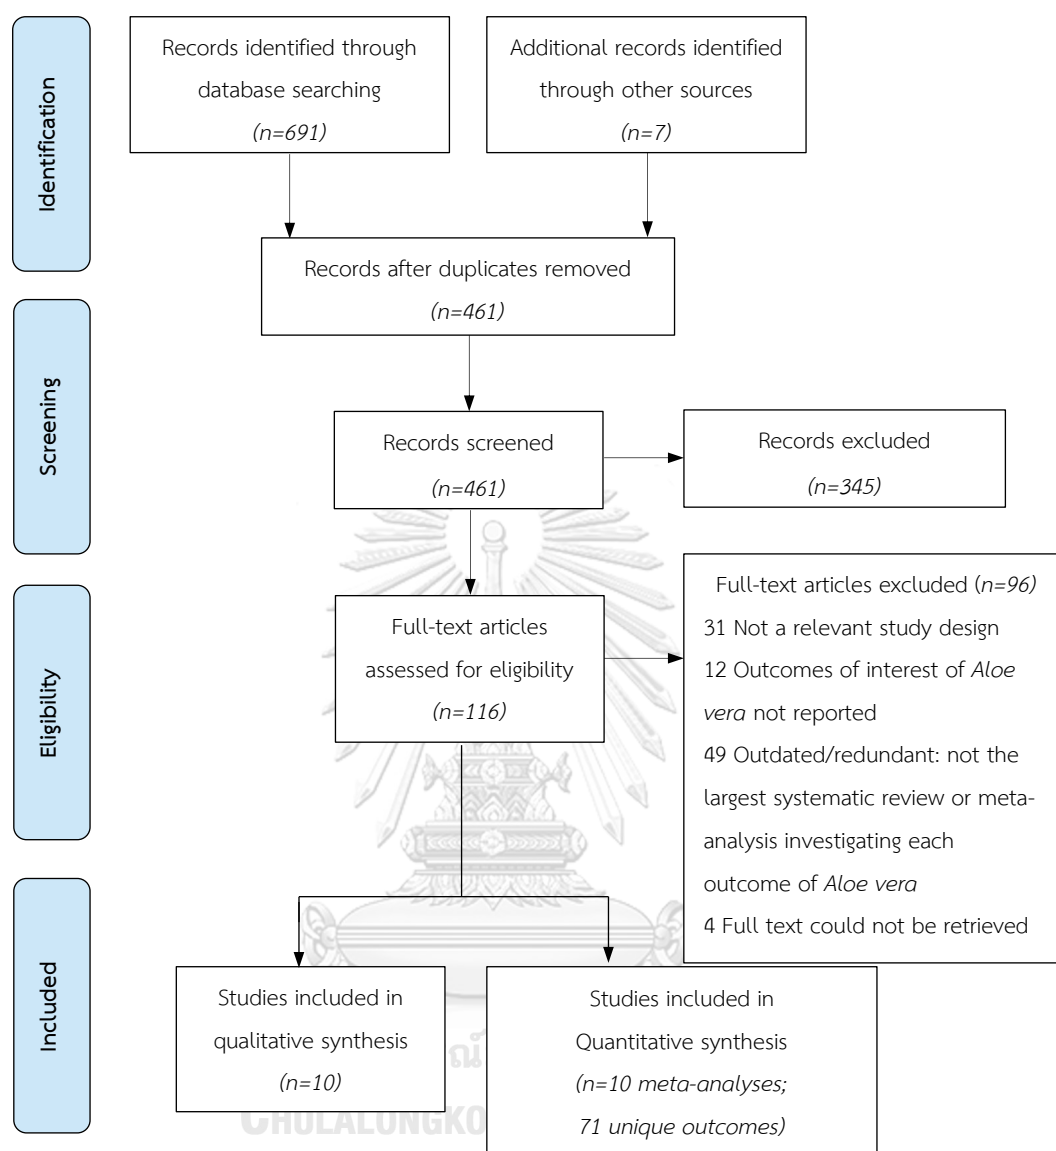 Identification
Records identified through
database searching
(n=691)
Additional records identified
through other sources
(n=7)
Records after duplicates removed
(n=461)
Screening
Records screened
(n=461)
Records excluded
(n=345)
Eligibility
Full-text articles
assessed for eligibility
(n=116)
Full-text articles excluded (n=96)
31 Not a relevant study design
12 Outcomes of interest of Aloe
vera not reported
49 Outdated/redundant: not the
largest systematic review or meta-
analysis investigating each
outcome of Aloe vera
4 Full text could not be retrieved
Included
Studies included in
qualitative synthesis
(n=10)
Studies included in
Quantitative synthesis
(n=10 meta-analyses;
71 unique outcomes)